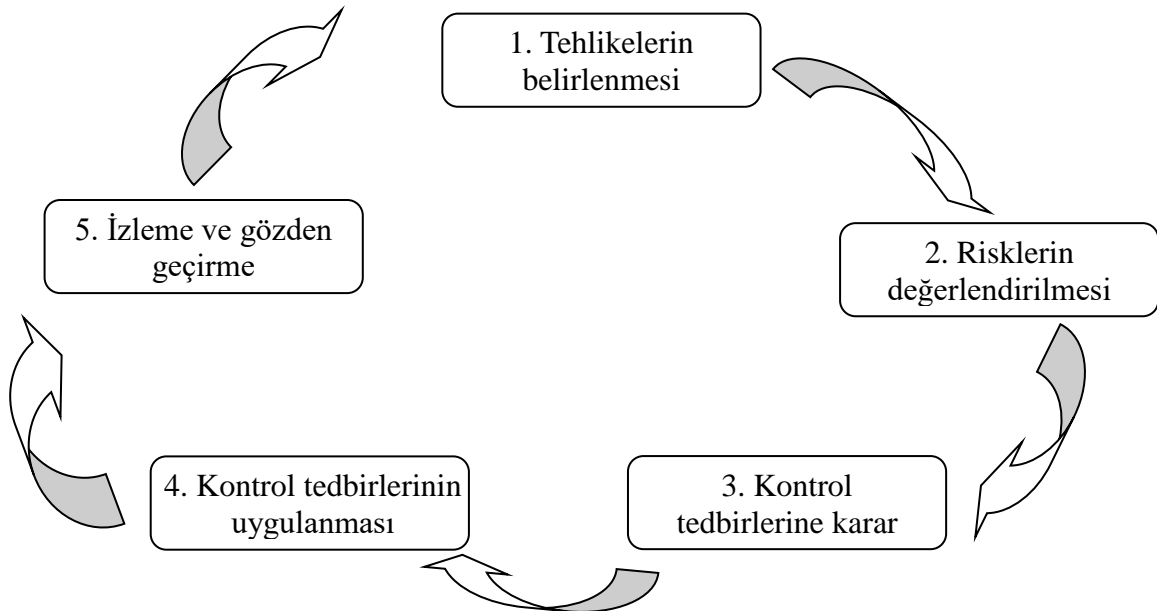 1. Tehlikelerin
belirlenmesi
2. Risklerin
değerlendirilmesi
3. Kontrol
tedbirlerine karar
4. Kontrol tedbirlerinin
uygulanması
5. İzleme ve gözden
geçirme